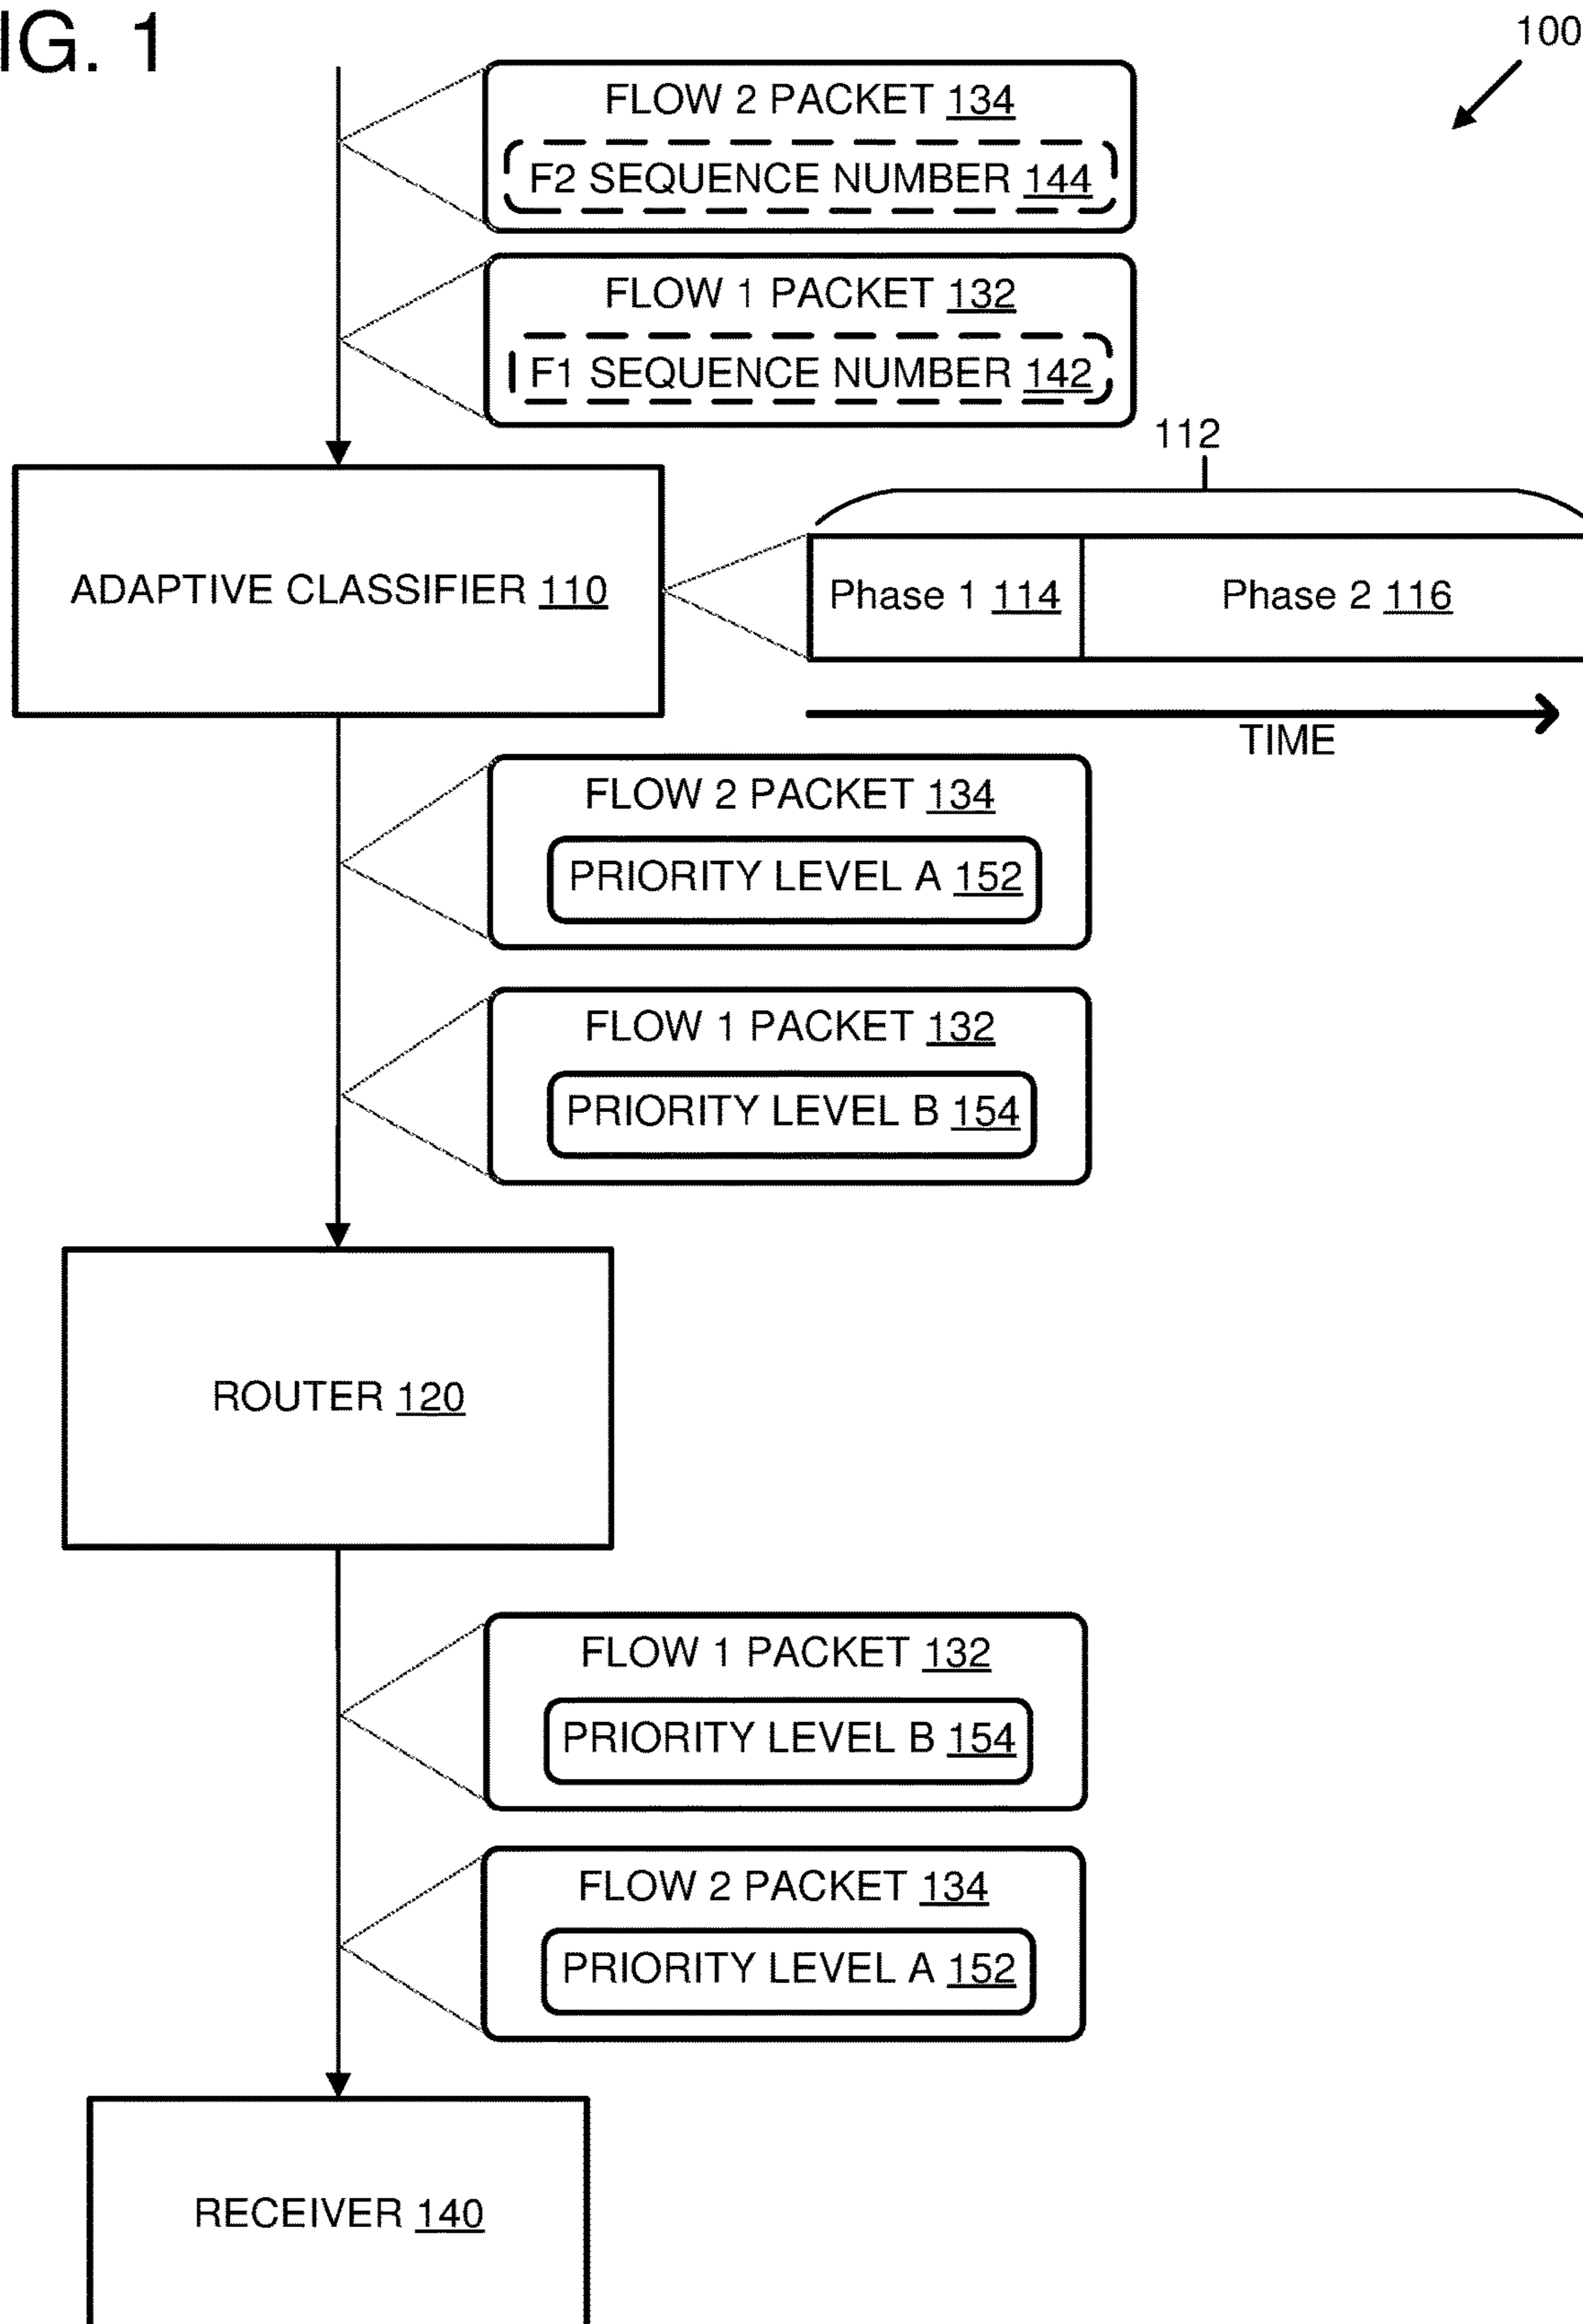 IG. 1
100
FLOW 2 PACKET 134
F2 SEQUENCE NUMBER 144
FLOW 1 PACKET 132
F1 SEQUENCE NUMBER 142
112
ADAPTIVE CLASSIFIER 110
Phase 1 114
Phase 2 116
TIME
FLOW 2 PACKET 134
PRIORITY LEVEL A 152
FLOW 1 PACKET 132
PRIORITY LEVEL B 154
ROUTER 120
FLOW 1 PACKET 132
PRIORITY LEVEL B 154
FLOW 2 PACKET 134
PRIORITY LEVEL A 152
RECEIVER 140